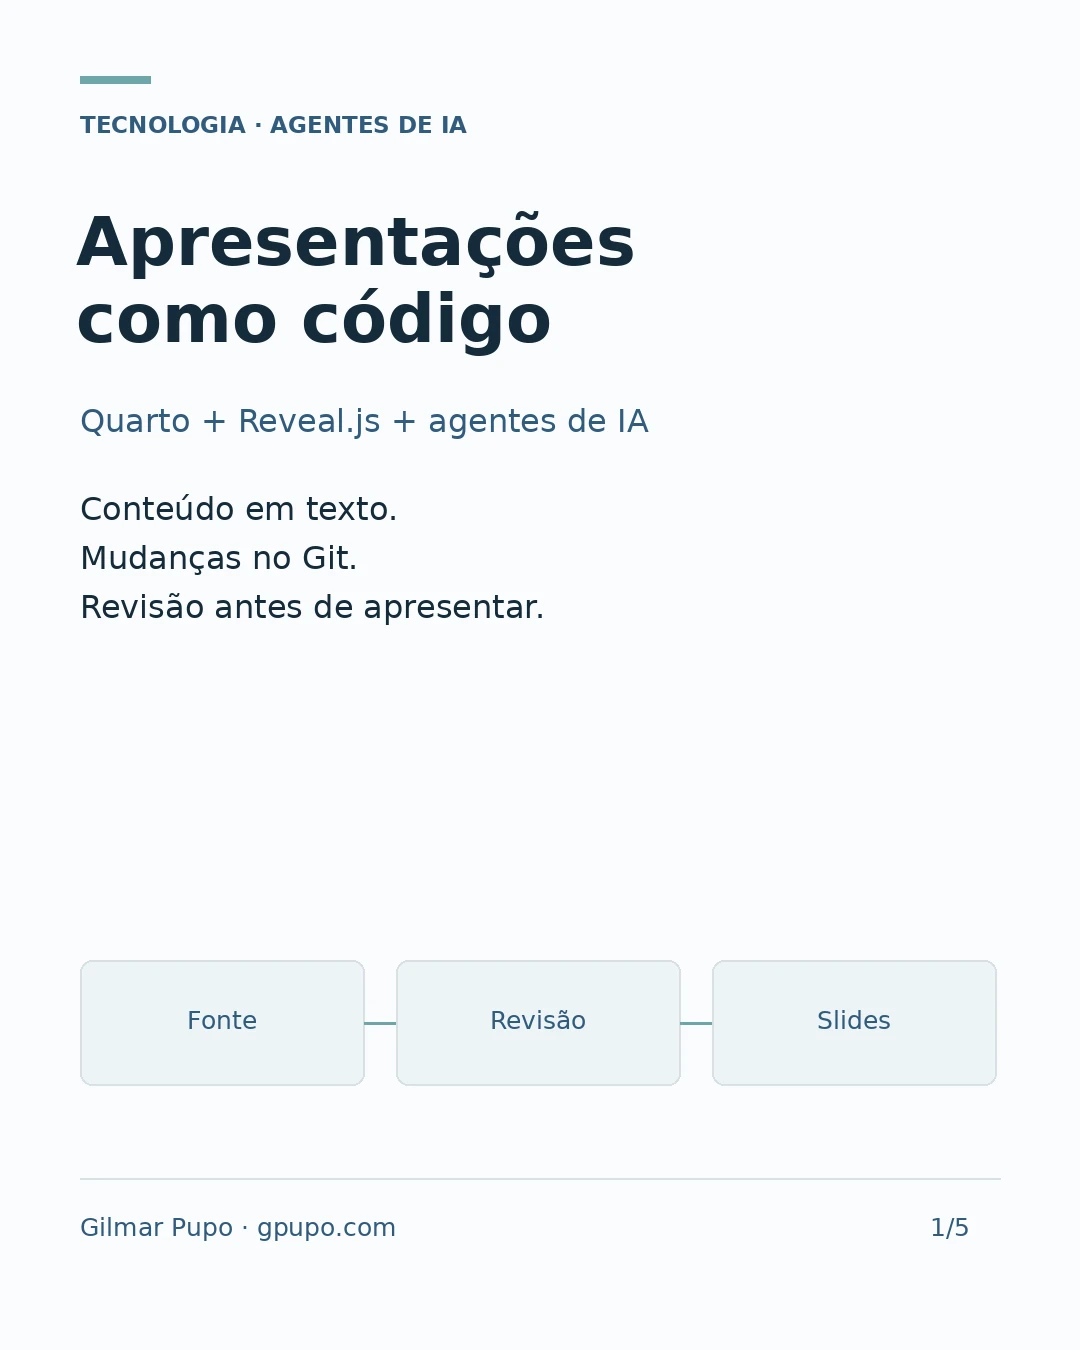 TECNOLOGIA · AGENTES DE IA
Apresentações
como código
Quarto + Reveal.js + agentes de IA
Conteúdo em texto.
Mudanças no Git.
Revisão antes de apresentar.
Fonte
Revisão
Slides
Gilmar Pupo · gpupo.com
1/5